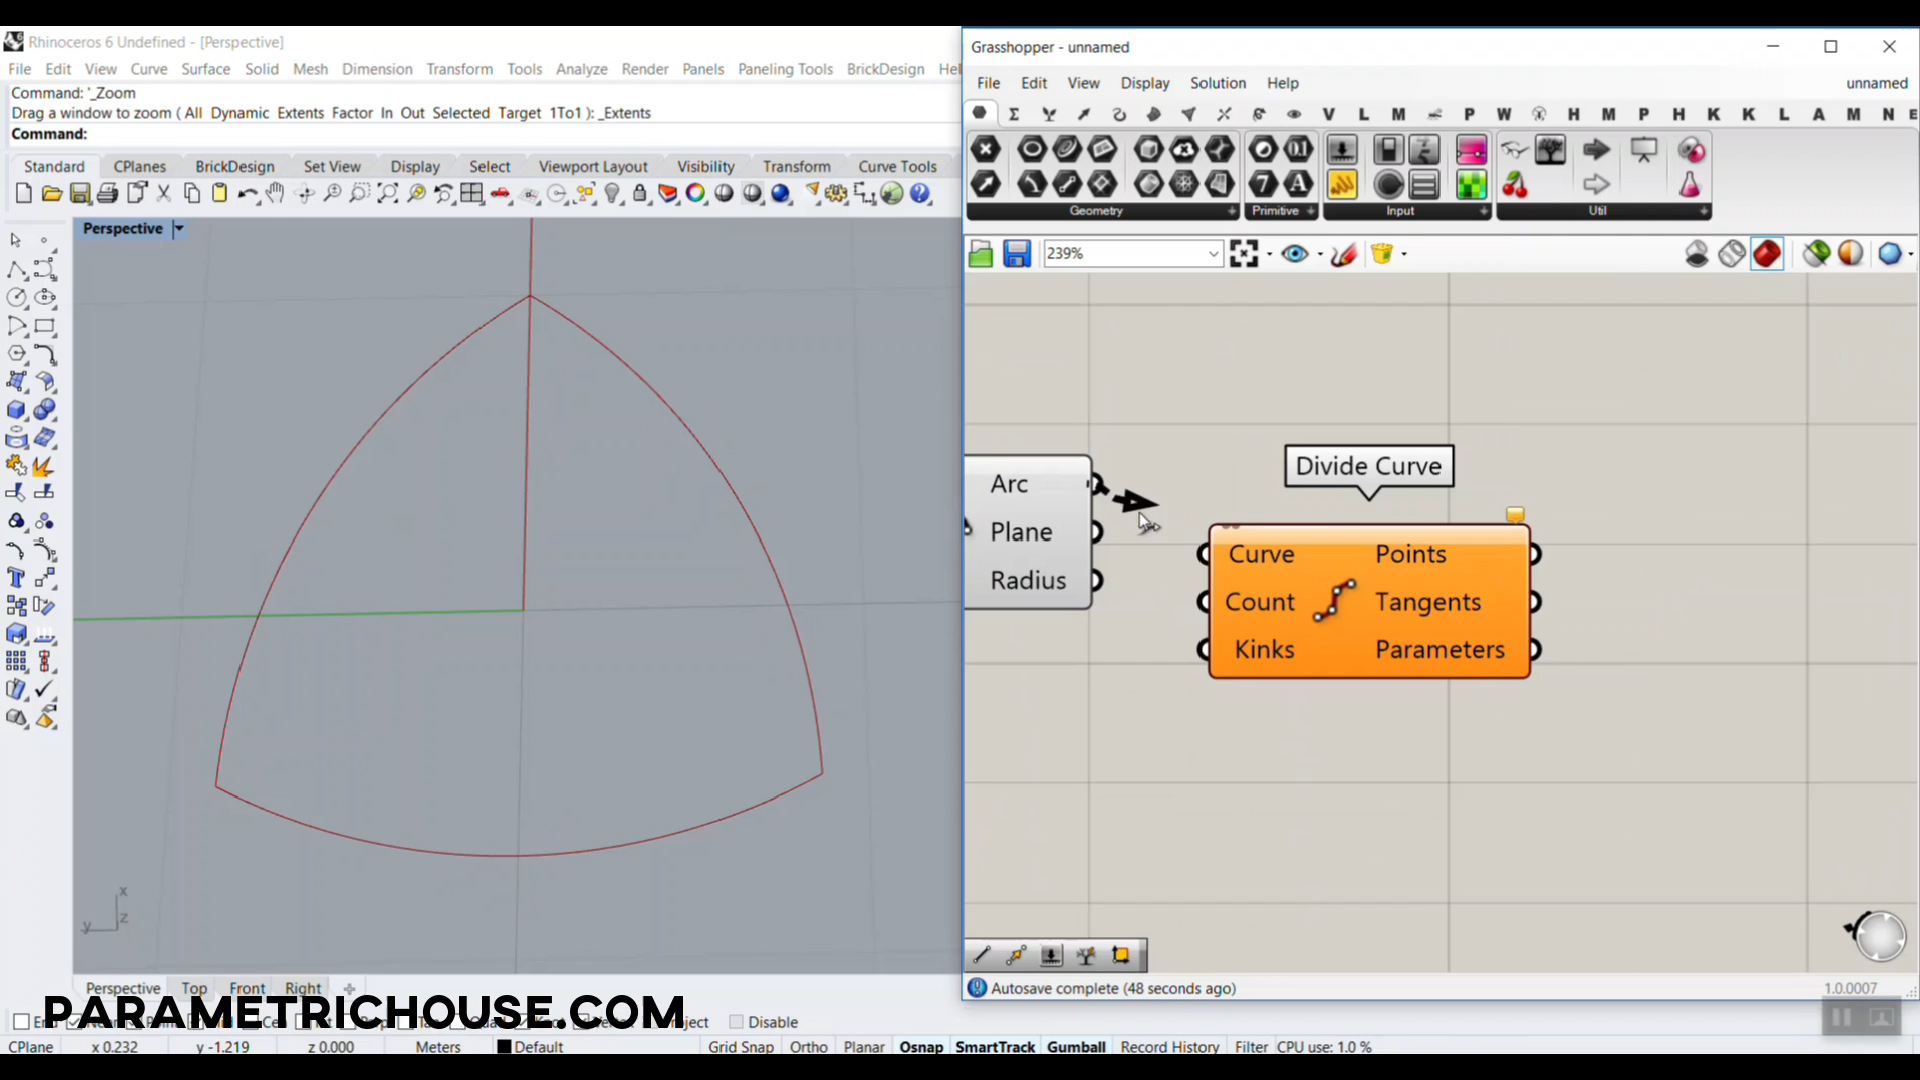 Rhinoceros 6 Undefined - [Perspective]
File Edit View Curve Surface Solid Mesh Dimension Transform Tools Analyze Render Panels Paneling Tools BrickDesign Hel
Command: '_Zoom
Drag a window to zoom ( All Dynamic Extents Factor In Out Selected Target 1To1 ): _Extents
Command:
Standard CPlanes BrickDesign Set View Display Select Viewport Layout Visibility Transform Curve Tools
Perspective
x
y
z
Perspective Top Front Right
PARAMETRICHOUSE.COM
Disable
CPlane x 0.232 y -1.219 z 0.000 Meters Default Grid Snap Ortho Planar Osnap SmartTrack Gumball Record History Filter CPU use: 1.0 %
Grasshopper - unnamed
File Edit View Display Solution Help unnamed
V L M P W H M P H K K L A M N E
Geometry Primitive Input Util
239%
Divide Curve
Arc
Plane
Radius
Curve Points
Count Tangents
Kinks Parameters
Autosave complete (48 seconds ago) 1.0.0007